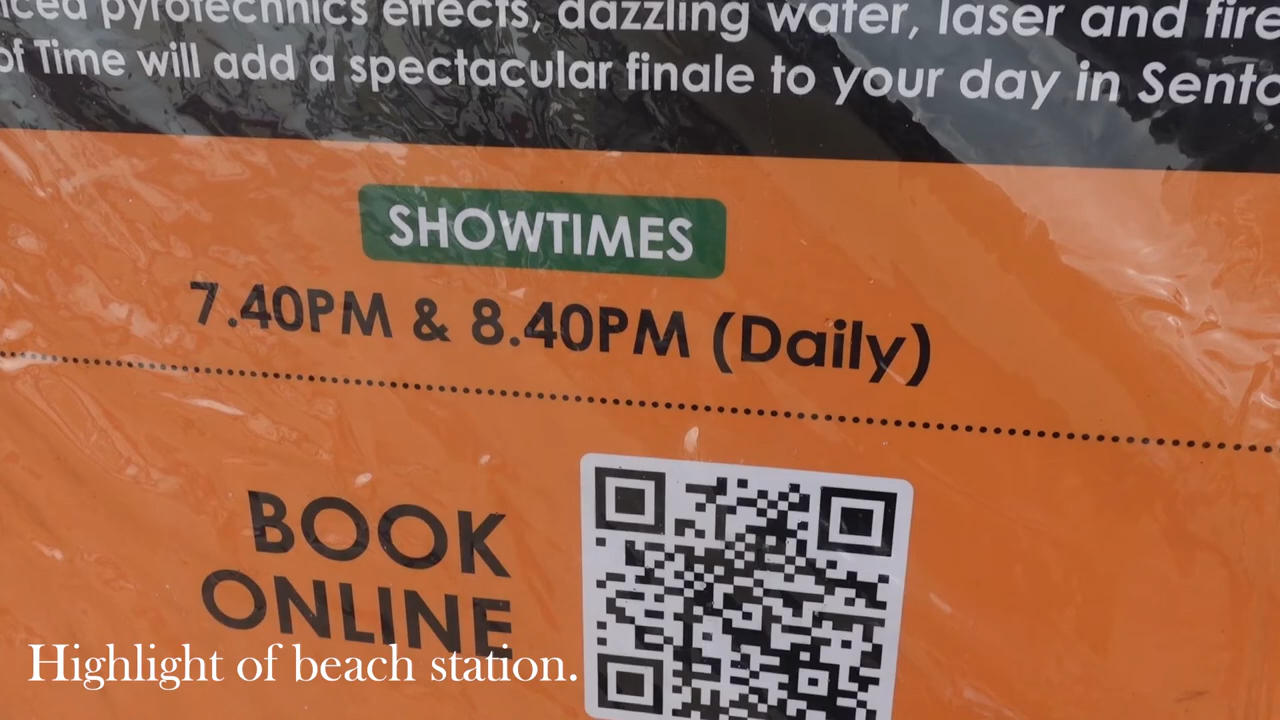 pyrotechnics effects, dazzling water, laser and fire
of Time will add a spectacular finale to your day in
SHOWTIMES
7.40PM & 8.40PM (Daily)
BOOK
ONLINE
Highlight of beach station.